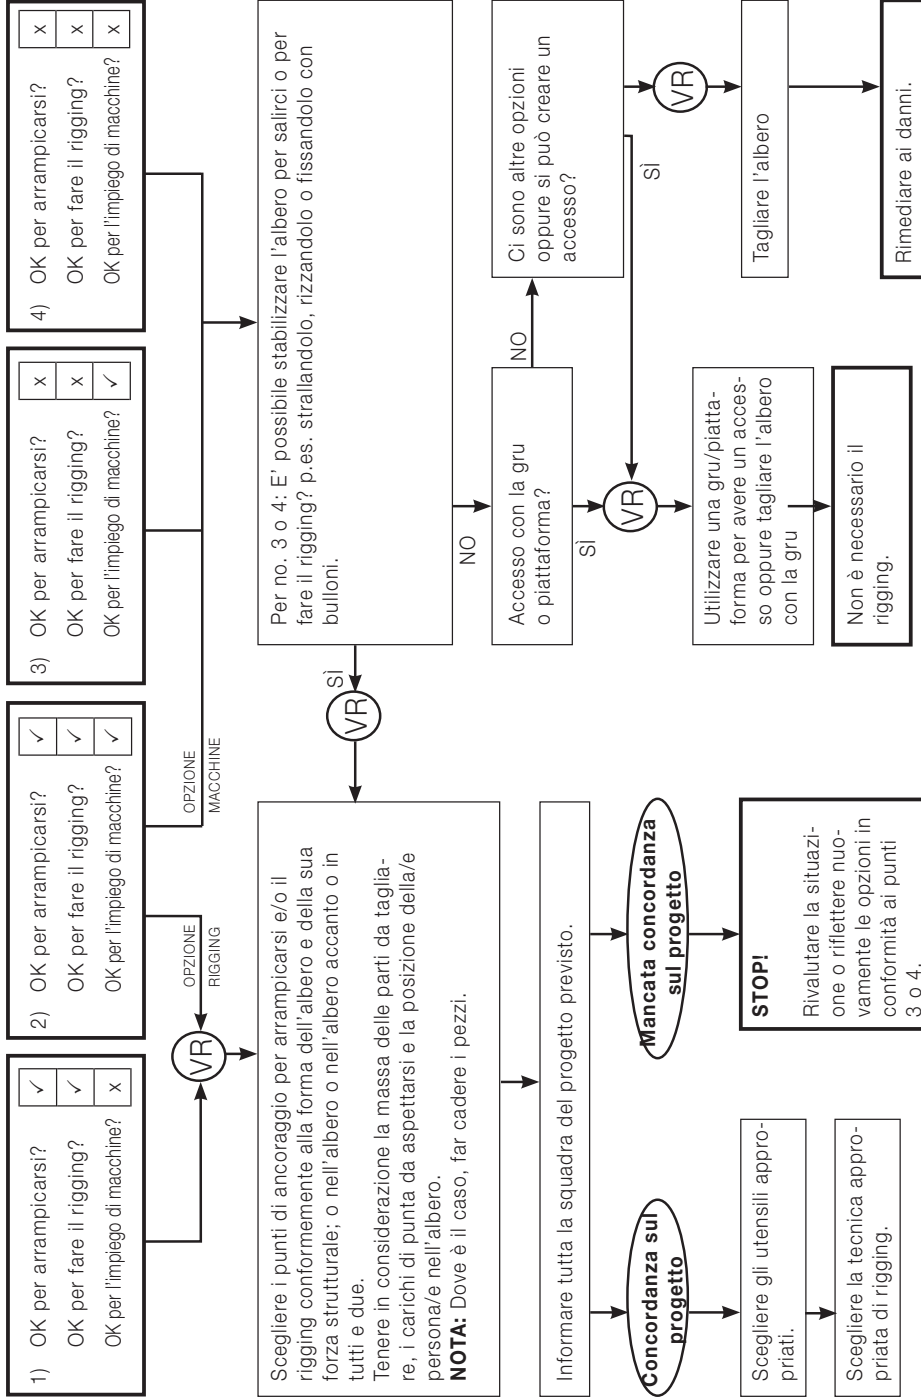 1) OK per arrampicarsi? ✓
OK per fare il rigging? ✓
OK per l'impiego di macchine? x
2) OK per arrampicarsi? ✓
OK per fare il rigging? ✓
OK per l'impiego di macchine? ✓
3) OK per arrampicarsi? x
OK per fare il rigging? x
OK per l'impiego di macchine? ✓
4) OK per arrampicarsi? x
OK per fare il rigging? x
OK per l'impiego di macchine? x
VR
OPZIONE
RIGGING
OPZIONE
MACCHINE
Scegliere i punti di ancoraggio per arrampicarsi e/o il
rigging conformemente alla forma dell'albero e della sua
forza strutturale; o nell'albero o nell'albero accanto o in
tutti e due.
Tenere in considerazione la massa delle parti da taglia-
re, i carichi di punta da aspettarsi e la posizione della/e
persona/e nell'albero.
NOTA: Dove è il caso, far cadere i pezzi.
VR
SÌ
Per no. 3 o 4: E' possibile stabilizzare l'albero per salirci o per
fare il rigging? p.es. strallandolo, rizzandolo o fissandolo con
bulloni.
NO
Informare tutta la squadra del progetto previsto.
Accesso con la gru
o piattaforma?
NO
SÌ
Ci sono altre opzioni
oppure si può creare un
accesso?
SÌ
VR
VR
Concordanza sul
progetto
Mancata concordanza
sul progetto
Scegliere gli utensili appro-
priati.
Scegliere la tecnica appro-
priata di rigging.
STOP!
Rivalutare la situazi-
one o riflettere nuo-
vamente le opzioni in
conformità ai punti
3 o 4.
Utilizzare una gru/piatta-
forma per avere un acces-
so oppure tagliare l'albero
con la gru
Non è necessario il
rigging.
Tagliare l'albero
Rimediare ai danni.